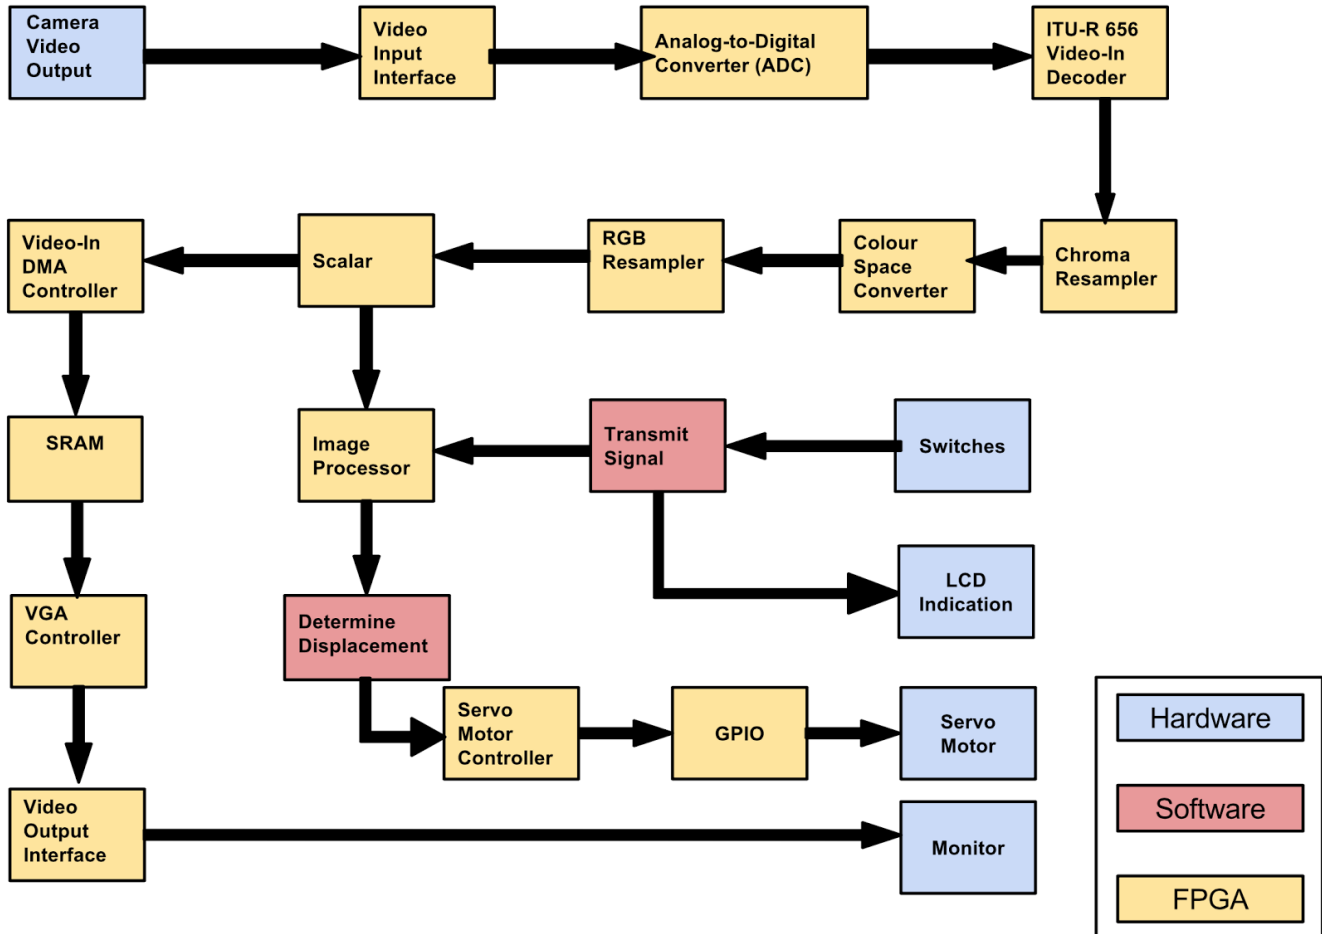 Camera
Video
Output
Video
Input
Interface
Analog-to-Digital
Converter (ADC)
ITU-R 656
Video-In
Decoder
Video-In
DMA
Controller
Scalar
RGB
Resampler
Colour
Space
Converter
Chroma
Resampler
SRAM
Image
Processor
Transmit
Signal
Switches
VGA
Controller
Determine
Displacement
LCD
Indication
Servo
Motor
Controller
GPIO
Servo
Motor
Video
Output
Interface
Monitor
Hardware
Software
FPGA